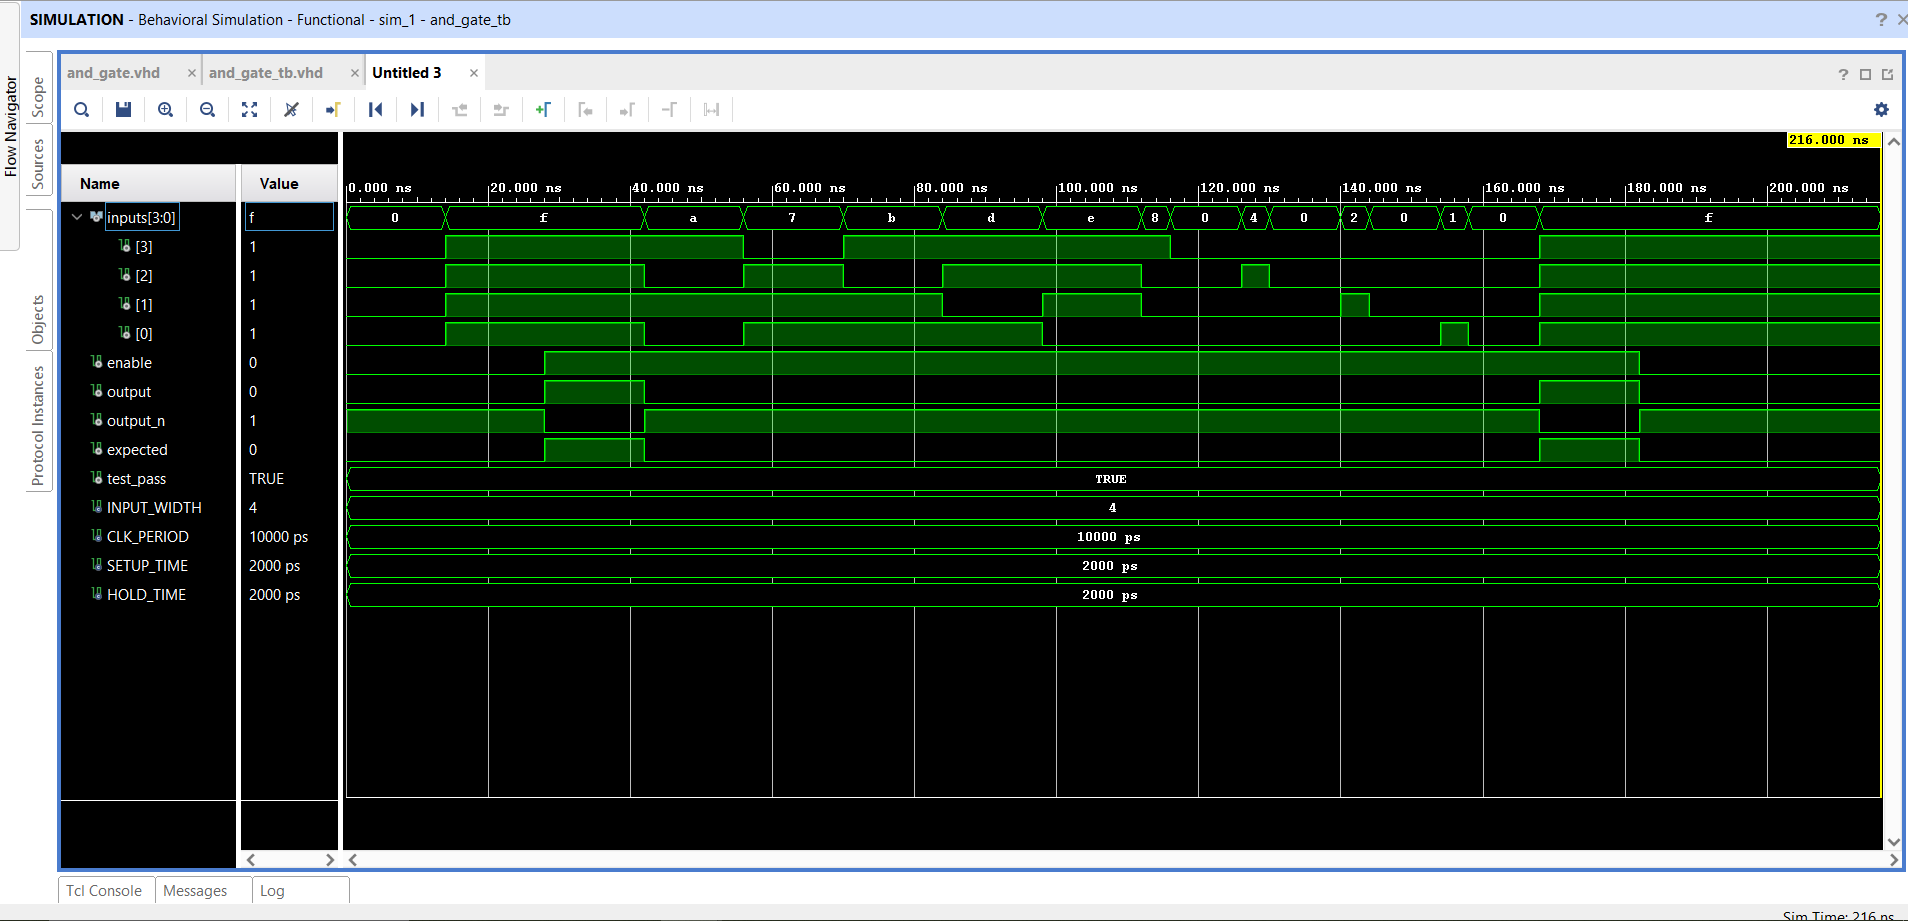 SIMULATION - Behavioral Simulation - Functional - sim_1 - and_gate_tb
Flow Navigator
Scope
Sources
Objects
Protocol Instances
and_gate.vhd
and_gate_tb.vhd
Untitled 3
216.000 ns
Name Value
0.000 ns 20.000 ns 40.000 ns 60.000 ns 80.000 ns 100.000 ns 120.000 ns 140.000 ns 160.000 ns 180.000 ns 200.000 ns
inputs[3:0] f 0 f a 7 b d e 8 0 4 0 2 0 1 0 f
[3] 1
[2] 1
[1] 1
[0] 1
enable 0
output 0
output_n 1
expected 0
test_pass TRUE TRUE
INPUT_WIDTH 4 4
CLK_PERIOD 10000 ps 10000 ps
SETUP_TIME 2000 ps 2000 ps
HOLD_TIME 2000 ps 2000 ps
Tcl Console Messages Log
Sim Time: 216 ns